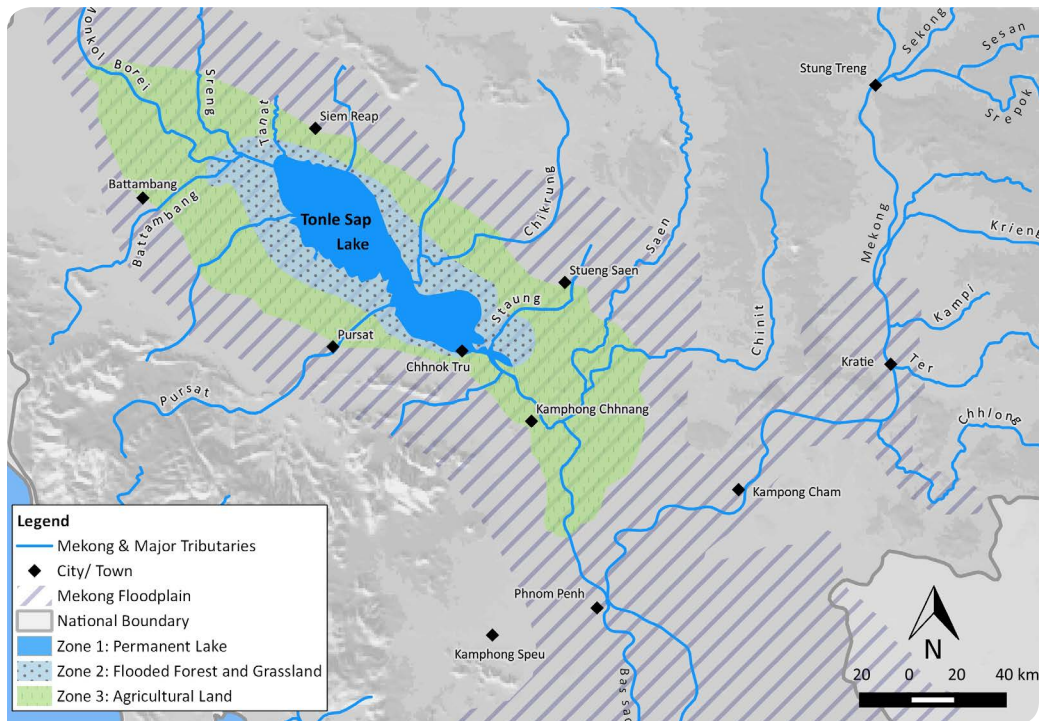 Sekong
Sesan
Stung Treng
Srepok
Borei
Sreng
Tanat
Siem Reap
Battambang
Battambang
Tonle Sap
Lake
Chikrung
Saen
Mekong
Krieng
Stueng Saen
Staung
Chinit
Kampi
Pursat
Chhnok Tru
Kratie
Ter
Pursat
Kamphong Chhnang
Chhlong
Kampong Cham
Legend
Mekong & Major Tributaries
City/ Town
Mekong Floodplain
National Boundary
Zone 1: Permanent Lake
Zone 2: Flooded Forest and Grassland
Zone 3: Agricultural Land
Phnom Penh
Kamphong Speu
Bassac
N
20 0 20 40 km